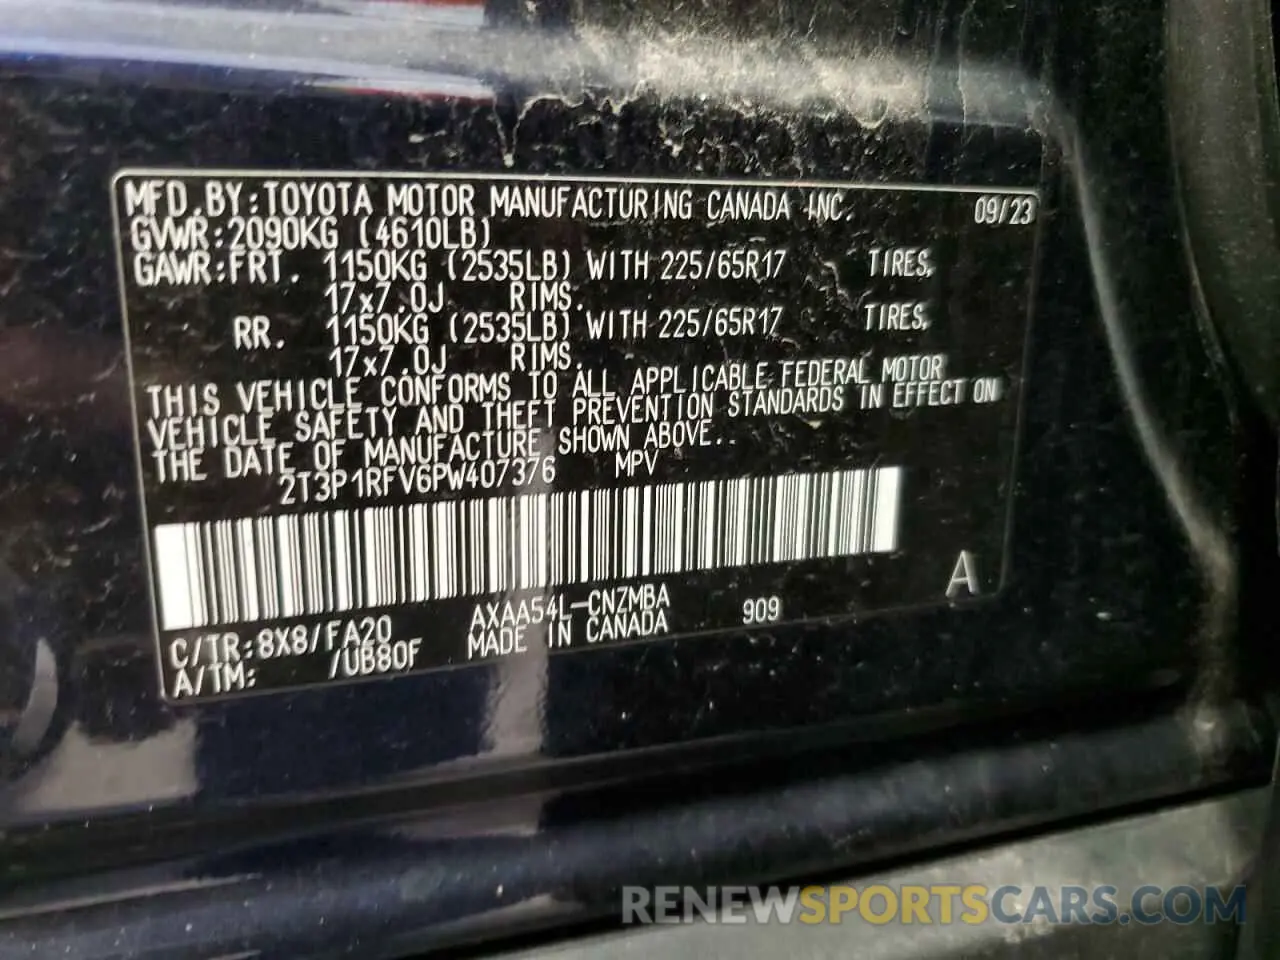 MFD.BY:TOYOTA MOTOR MANUFACTURING CANADA INC. 09/23
GVWR:2090KG (4610LB)
GAWR:FRT. 1150KG (2535LB) WITH 225/65R17 TIRES,
17x7.0J RIMS.
RR. 1150KG (2535LB) WITH 225/65R17 TIRES,
17x7.0J RIMS.
THIS VEHICLE CONFORMS TO ALL APPLICABLE FEDERAL MOTOR
VEHICLE SAFETY AND THEFT PREVENTION STANDARDS IN EFFECT ON
THE DATE OF MANUFACTURE SHOWN ABOVE.
2T3P1RFV6PW407376 MPV
A
C/TR:8X8/FA20 AXAA54L-CNZMBA 909
A/TM: /UB80F MADE IN CANADA
RENEWSPORTSCARS.COM